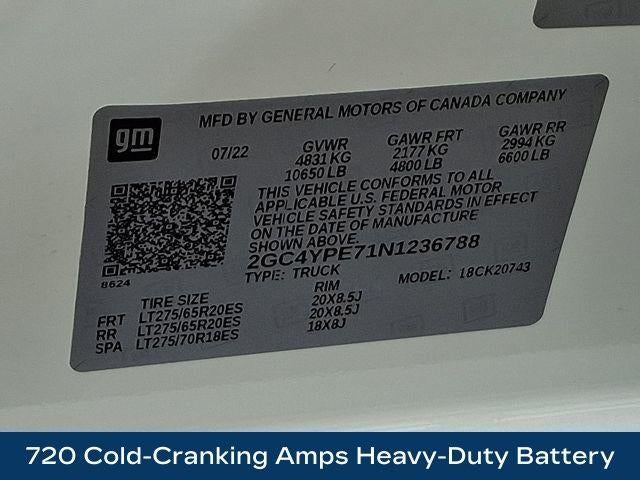 gm
MFD BY GENERAL MOTORS OF CANADA COMPANY
07/22
GVWR
4831 KG
10650 LB
GAWR FRT
2177 KG
4800 LB
GAWR RR
2994 KG
6600 LB
THIS VEHICLE CONFORMS TO ALL
APPLICABLE U.S. FEDERAL MOTOR
VEHICLE SAFETY STANDARDS IN EFFECT
ON THE DATE OF MANUFACTURE
SHOWN ABOVE.
2GC4YPE71N1236788
TYPE: TRUCK
MODEL: 18CK20743
8624
TIRE SIZE RIM
FRT LT275/65R20ES 20X8.5J
RR LT275/65R20ES 20X8.5J
SPA LT275/70R18ES 18X8J
720 Cold-Cranking Amps Heavy-Duty Battery